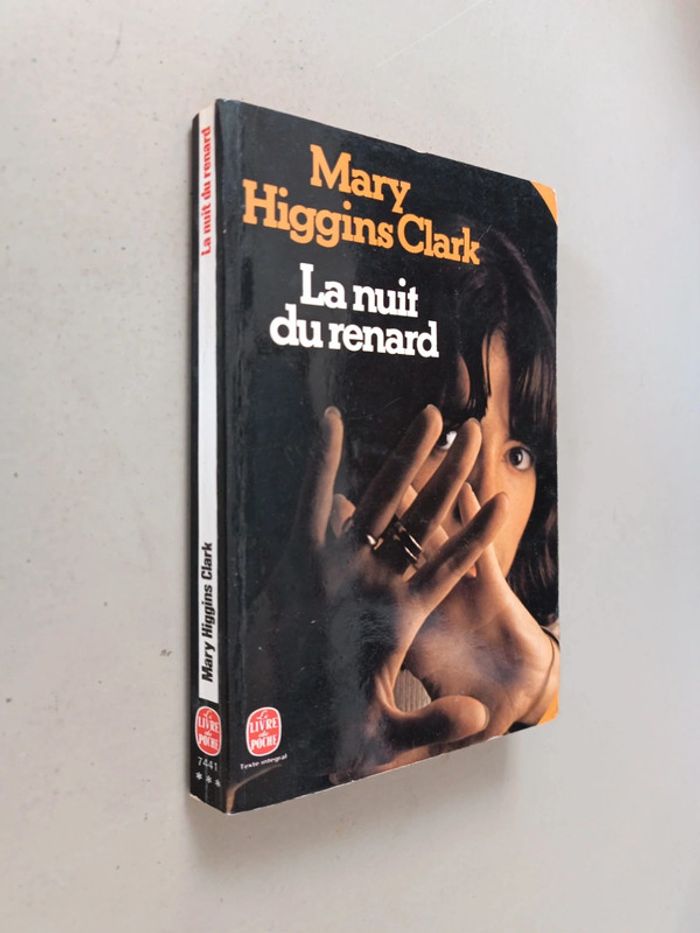 La nuit du renard
Mary Higgins Clark
Le
LIVRE
de
POCHE
7441
***
Mary
Higgins Clark
La nuit
du renard
Le
LIVRE
de
POCHE
Texte intégral